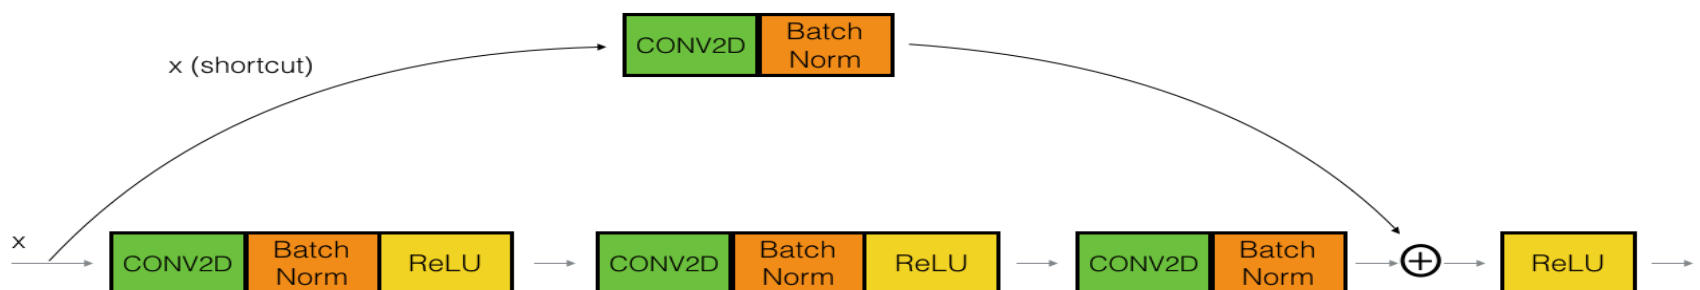 x (shortcut)
CONV2D
Batch
Norm
x
CONV2D
Batch
Norm
ReLU
CONV2D
Batch
Norm
ReLU
CONV2D
Batch
Norm
ReLU